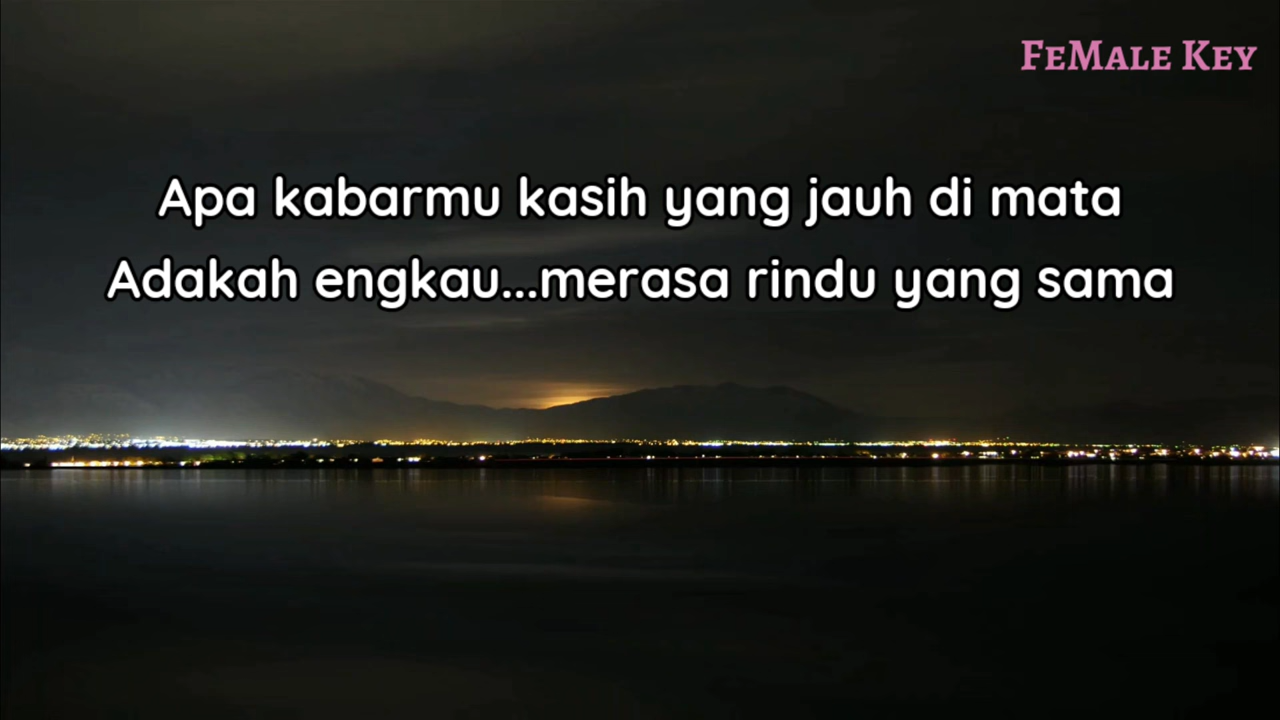 FeMale Key
Apa kabarmu kasih yang jauh di mata
Adakah engkau...merasa rindu yang sama